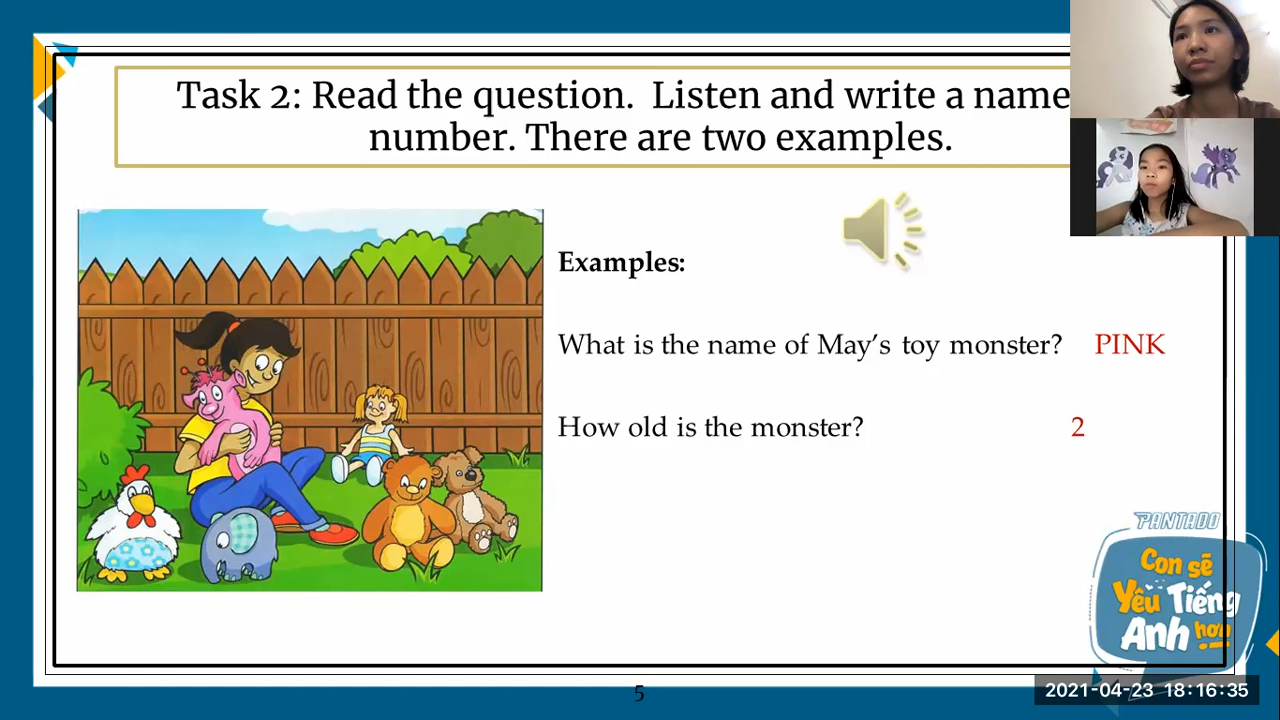 Task 2: Read the question. Listen and write a name
number. There are two examples.
Examples:
What is the name of May's toy monster? PINK
How old is the monster? 2
PANTADO
Con sẽ
Yêu Tiếng
Anh hơn
5
2021-04-23 18:16:35